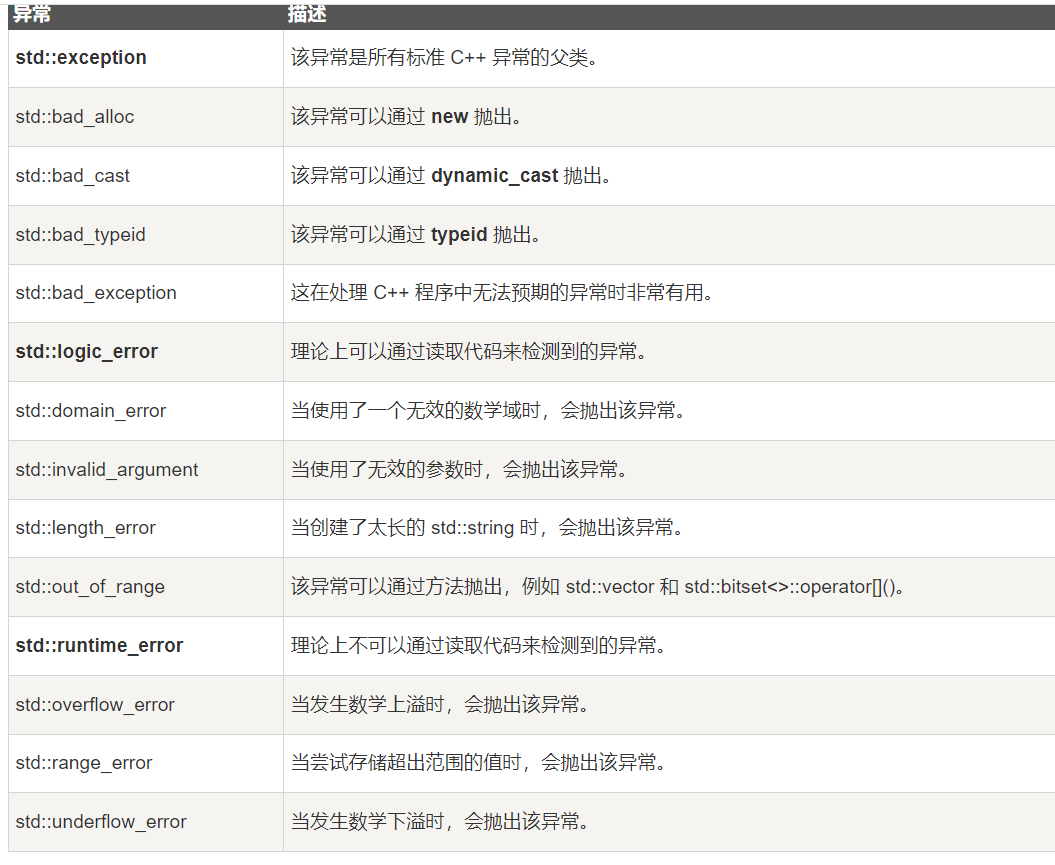 异常 描述
std::exception 该异常是所有标准 C++ 异常的父类。
std::bad_alloc 该异常可以通过 new 抛出。
std::bad_cast 该异常可以通过 dynamic_cast 抛出。
std::bad_typeid 该异常可以通过 typeid 抛出。
std::bad_exception 这在处理 C++ 程序中无法预期的异常时非常有用。
std::logic_error 理论上可以通过读取代码来检测到的异常。
std::domain_error 当使用了一个无效的数学域时，会抛出该异常。
std::invalid_argument 当使用了无效的参数时，会抛出该异常。
std::length_error 当创建了太长的 std::string 时，会抛出该异常。
std::out_of_range 该异常可以通过方法抛出，例如 std::vector 和 std::bitset<>::operator[]()。
std::runtime_error 理论上不可以通过读取代码来检测到的异常。
std::overflow_error 当发生数学上溢时，会抛出该异常。
std::range_error 当尝试存储超出范围的值时，会抛出该异常。
std::underflow_error 当发生数学下溢时，会抛出该异常。